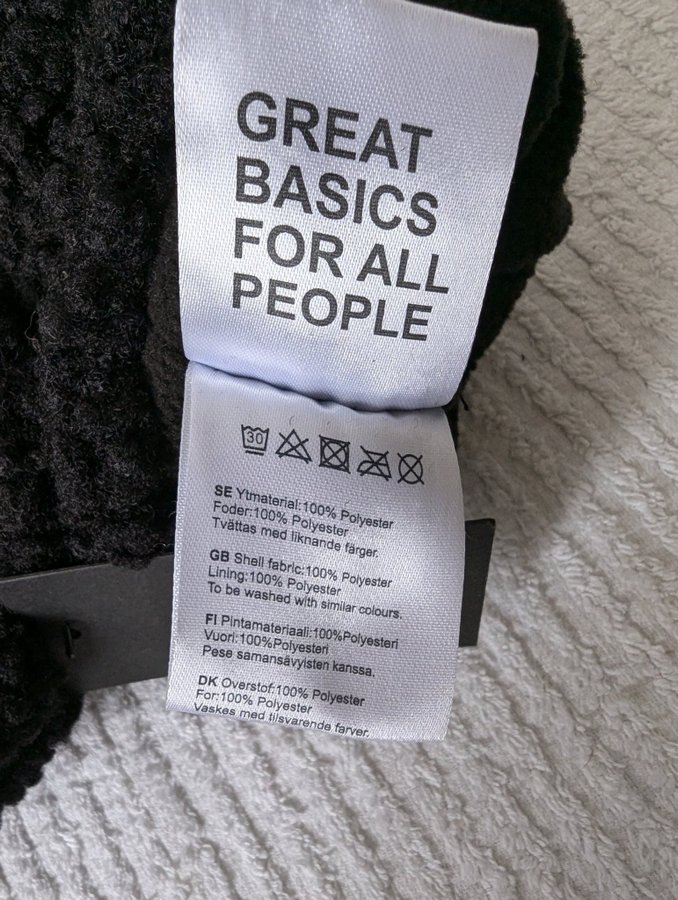 GREAT
BASICS
FOR ALL
PEOPLE
30
SE Ytmaterial:100% Polyester
Foder:100% Polyester
Tvättas med liknande färger.
GB Shell fabric:100% Polyester
Lining:100% Polyester
To be washed with similar colours.
FI Pintamateriaali:100%Polyesteri
Vuori:100%Polyesteri
Pese samansävyisten kanssa.
DK Overstof:100% Polyester
For:100% Polyester
Vaskes med tilsvarende farver.